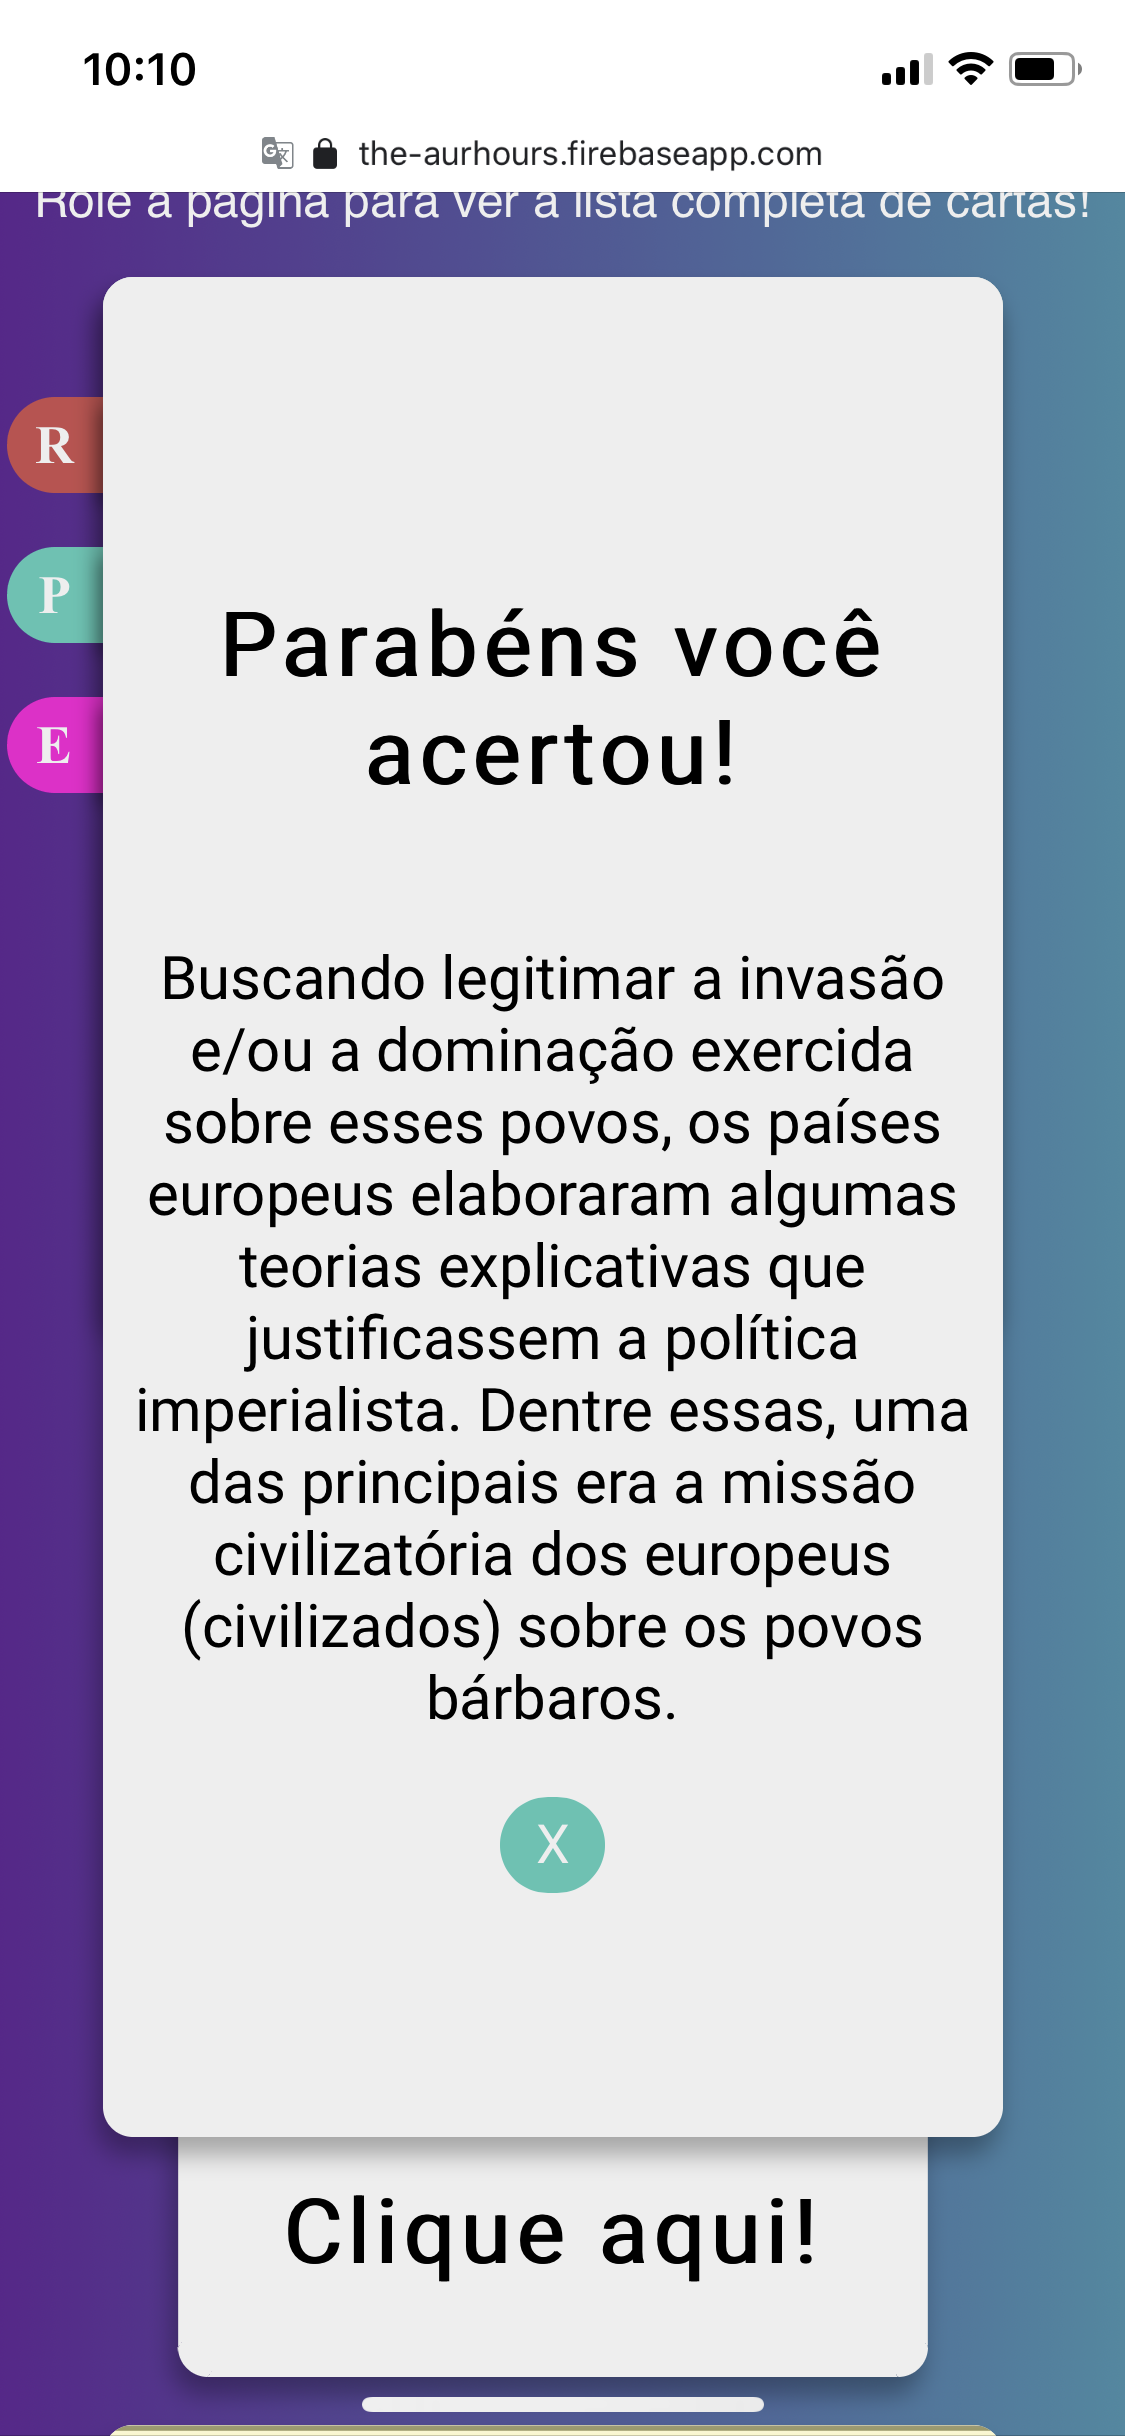 10:10
the-aurhours.firebaseapp.com
Role a página para ver a lista completa de cartas!
R
P
E
Parabéns você
acertou!
Buscando legitimar a invasão
e/ou a dominação exercida
sobre esses povos, os países
europeus elaboraram algumas
teorias explicativas que
justificassem a política
imperialista. Dentre essas, uma
das principais era a missão
civilizatória dos europeus
(civilizados) sobre os povos
bárbaros.
X
Clique aqui!